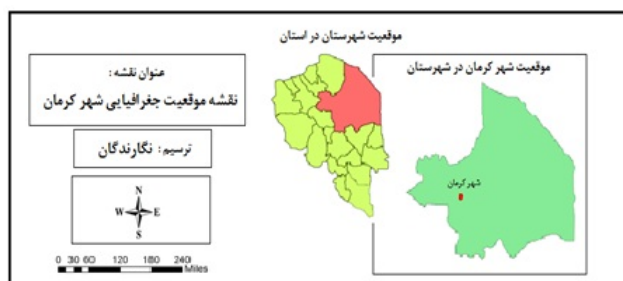 موقعیت شهرستان در استان
موقعیت شهر کرمان در شهرستان
شهر کرمان
عنوان نقشه :
نقشه موقعیت جغرافیایی شهر کرمان
ترسیم : نگارندگان
N
W E
S
0 30 60 120 180 240
Miles